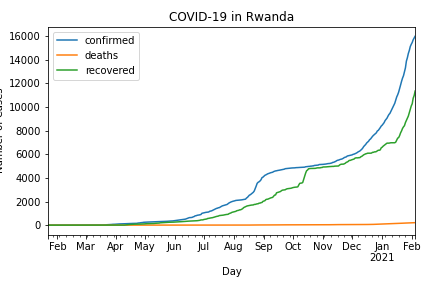 COVID-19 in Rwanda
confirmed
deaths
recovered
16000
14000
12000
10000
8000
6000
4000
2000
0
Number of cases
Feb Mar Apr May Jun Jul Aug Sep Oct Nov Dec Jan Feb
2021
Day